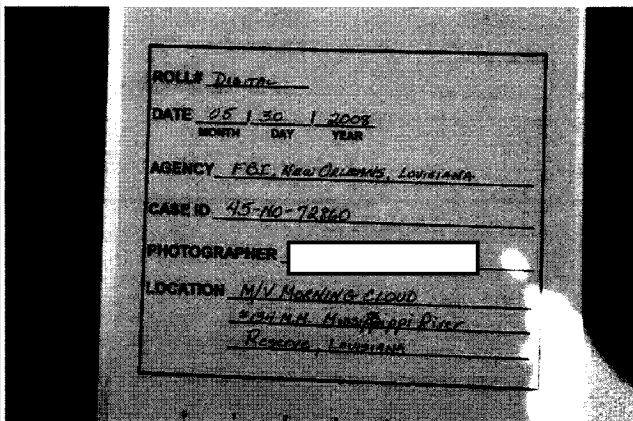 ROLL# DIGITAL
DATE 05 / 30 / 2008
MONTH DAY YEAR
AGENCY FBI, NEW ORLEANS, LOUISIANA
CASE ID 45-NO-72860
PHOTOGRAPHER
LOCATION M/V MORNING CLOUD
134 M.M. Mississippi River
RESERVE, LOUISIANA